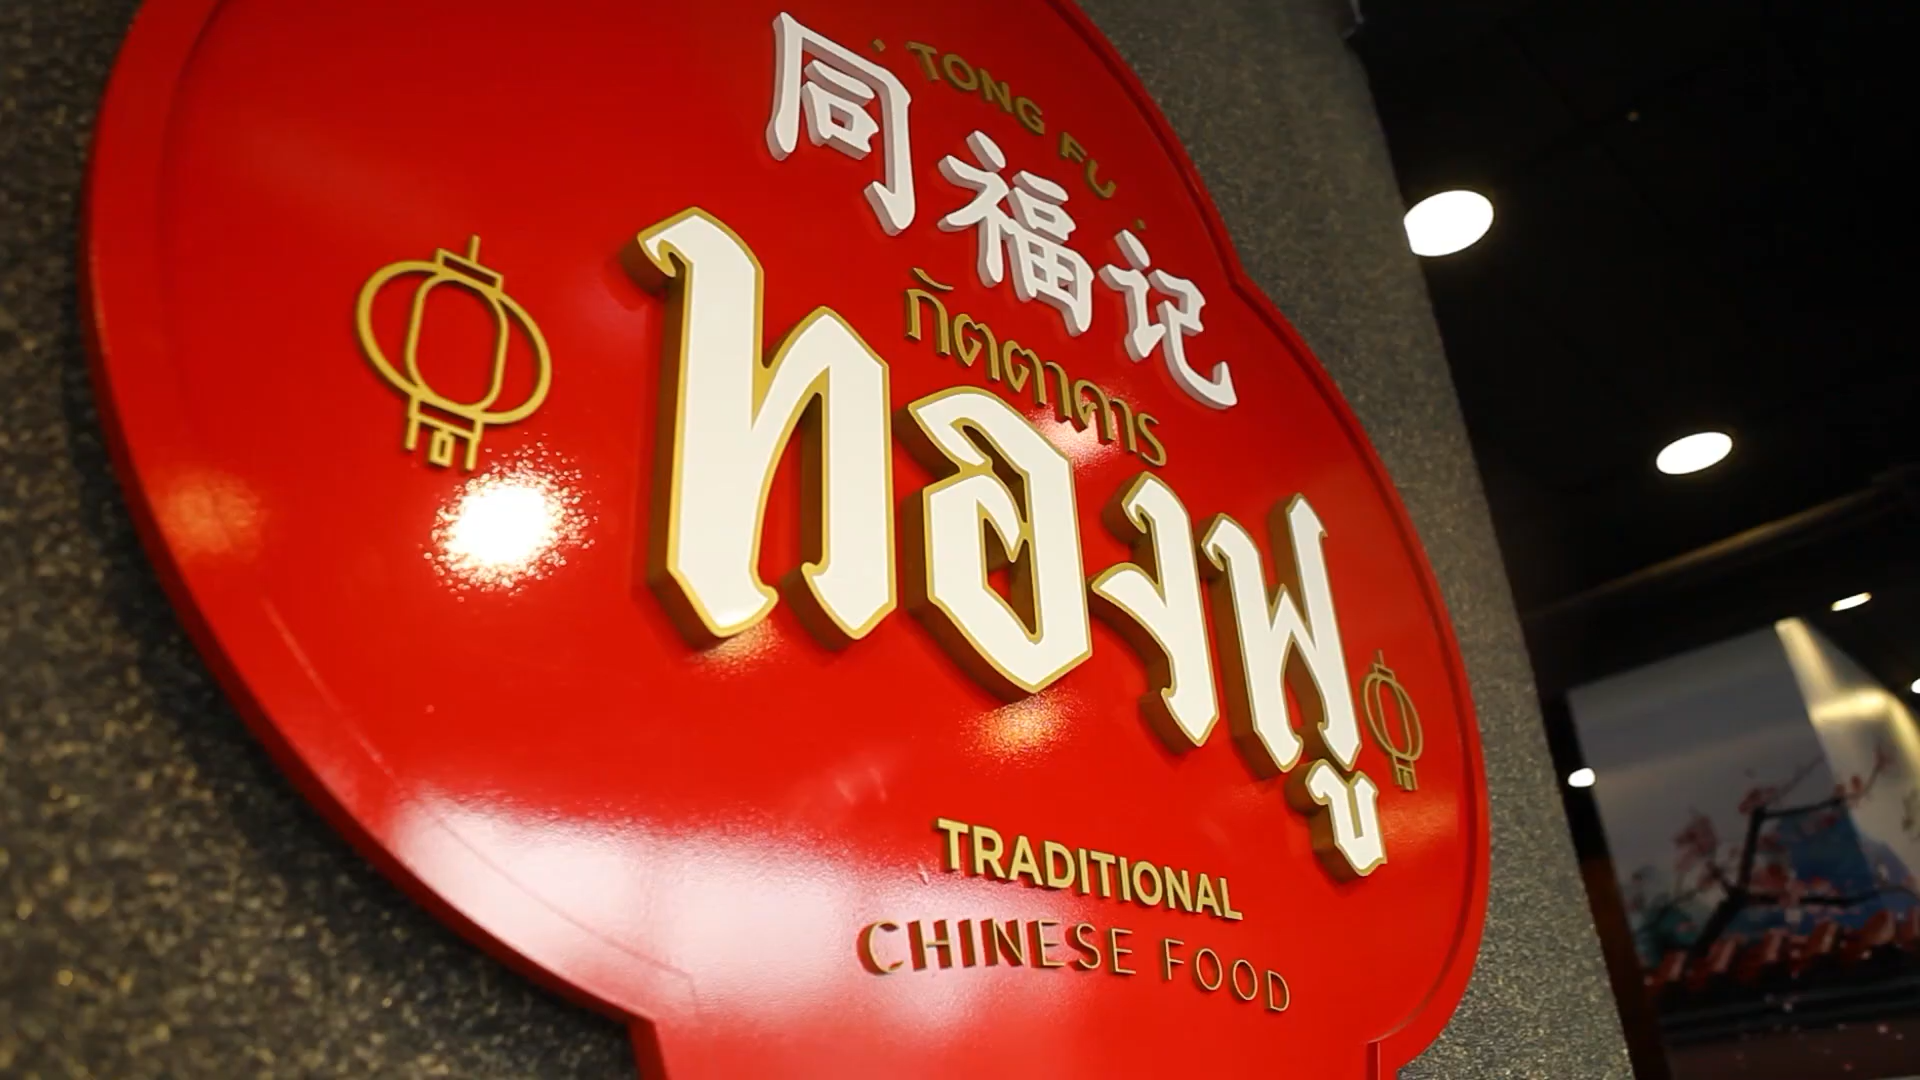 TONG FU
同福记
ภัตตาคาร
ทองฟู
TRADITIONAL
CHINESE FOOD